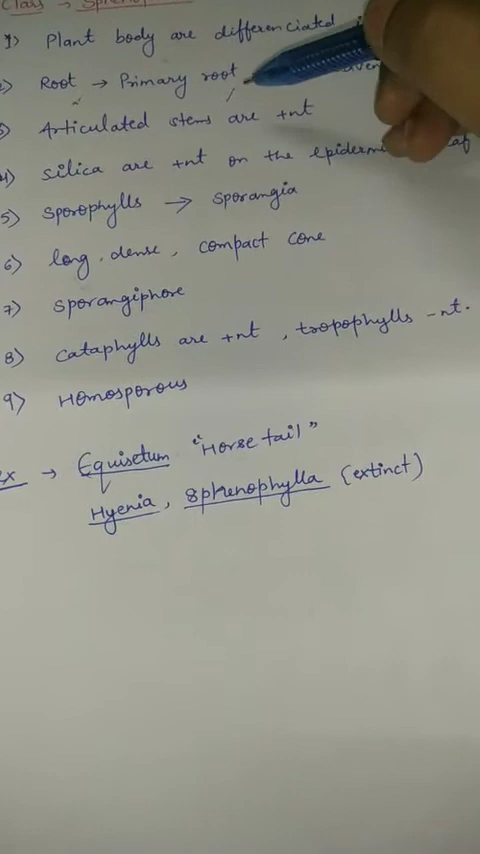 Class → Sphenop
1) Plant body are differenciated
2) Root → Primary root
3) Articulated stems are +nt
4) silica are +nt on the epidermi
5) Sporophylls → sporangia
6) long, dense, compact cone
7) Sporangiphore
8) Cataphylls are +nt, tropophylls -nt.
9) Homosporous
Ex → Equisetum "Horse tail"
Hyenia, Sphenophylla (extinct)